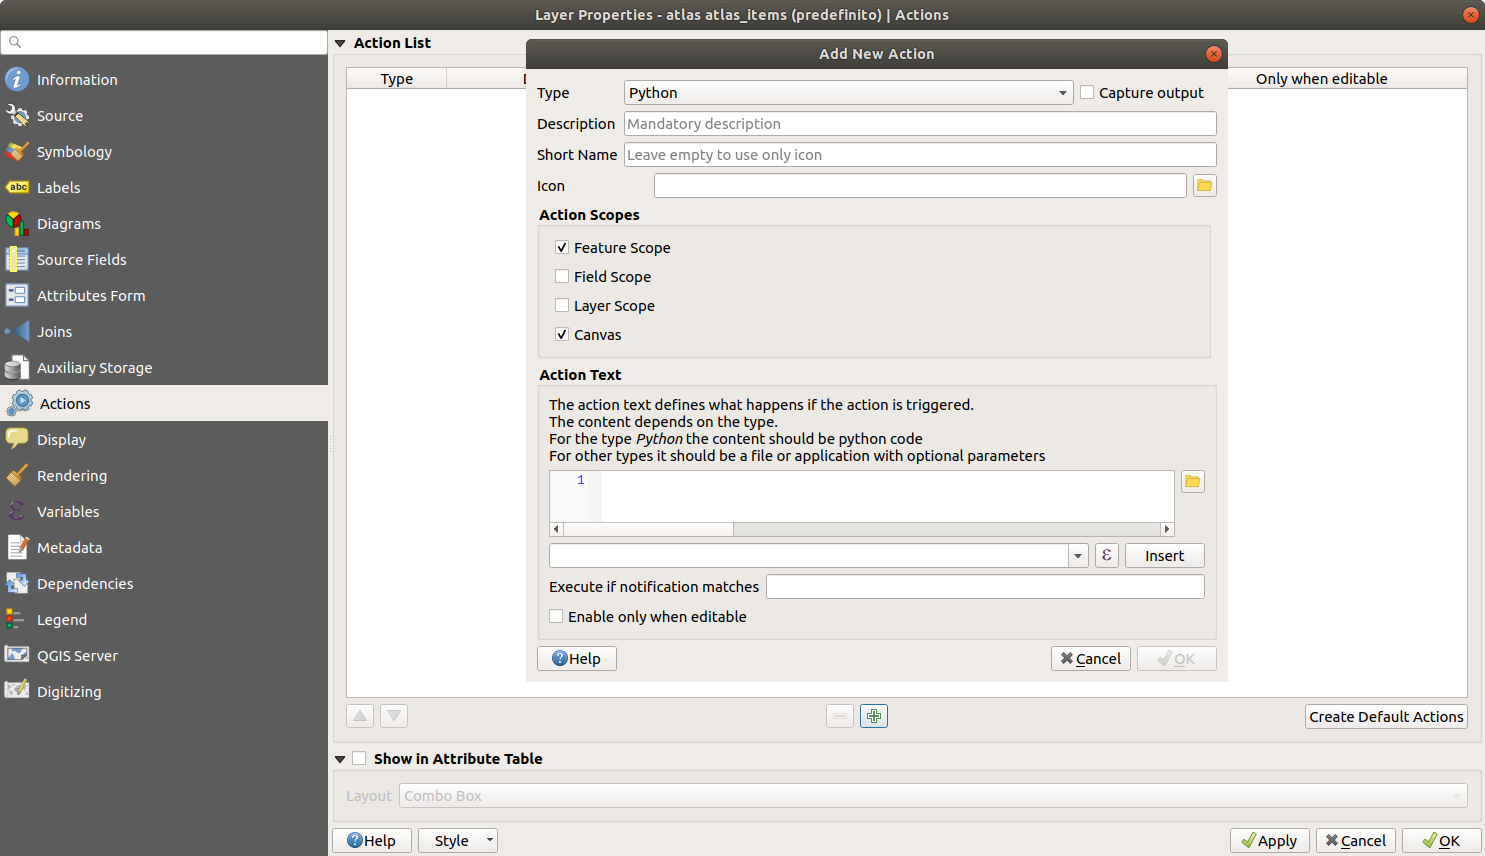 Layer Properties - atlas atlas_items (predefinito) | Actions
Information
Source
Symbology
abc Labels
Diagrams
Source Fields
Attributes Form
Joins
Auxiliary Storage
Actions
Display
Rendering
Variables
Metadata
Dependencies
Legend
QGIS Server
Digitizing
Action List
Type
Only when editable
Add New Action
Type Python Capture output
Description Mandatory description
Short Name Leave empty to use only icon
Icon
Action Scopes
Feature Scope
Field Scope
Layer Scope
Canvas
Action Text
The action text defines what happens if the action is triggered.
The content depends on the type.
For the type Python the content should be python code
For other types it should be a file or application with optional parameters
1
ε Insert
Execute if notification matches
Enable only when editable
Help Cancel OK
Create Default Actions
Show in Attribute Table
Layout Combo Box
Help Style Apply Cancel OK